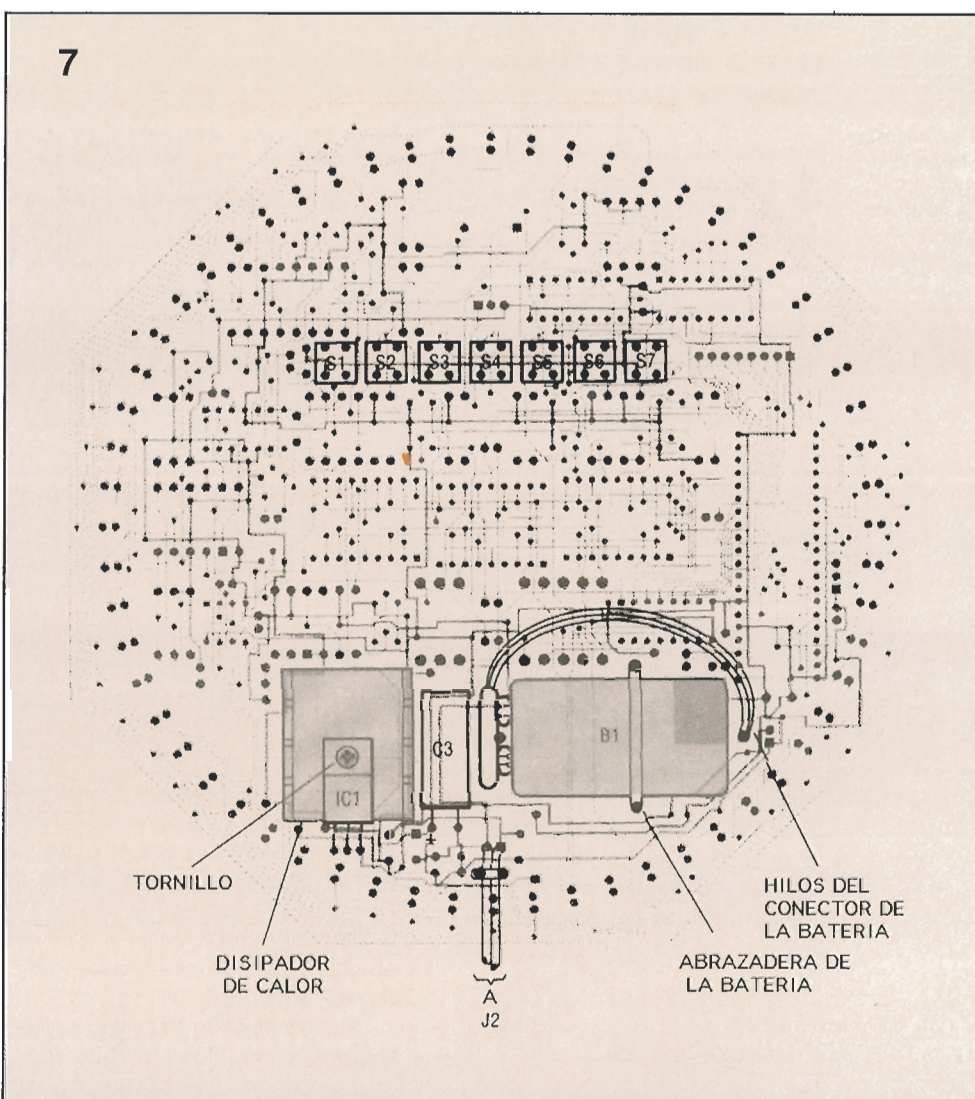 7
S1 S2 S3 S4 S5 S6 S7
B1
C3
IC1
+
TORNILLO
HILOS DEL
CONECTOR DE
LA BATERIA
DISIPADOR
DE CALOR
ABRAZADERA DE
LA BATERIA
A
J2